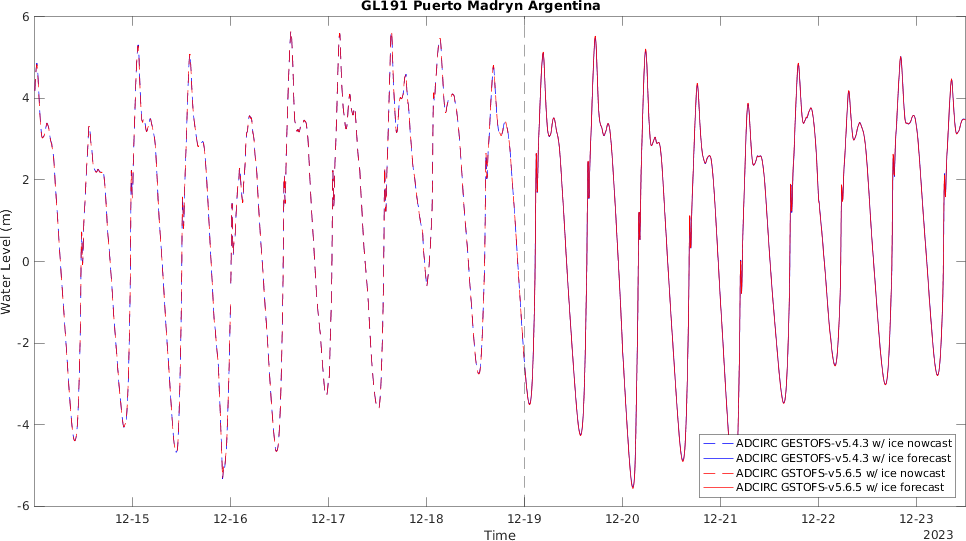 GL191 Puerto Madryn Argentina
6
4
2
0
-2
-4
-6
Water Level (m)
12-15
12-16
12-17
12-18
12-19
12-20
12-21
12-22
12-23
2023
Time
ADCIRC GESTOFS-v5.4.3 w/ ice nowcast
ADCIRC GESTOFS-v5.4.3 w/ ice forecast
ADCIRC GSTOFS-v5.6.5 w/ ice nowcast
ADCIRC GSTOFS-v5.6.5 w/ ice forecast